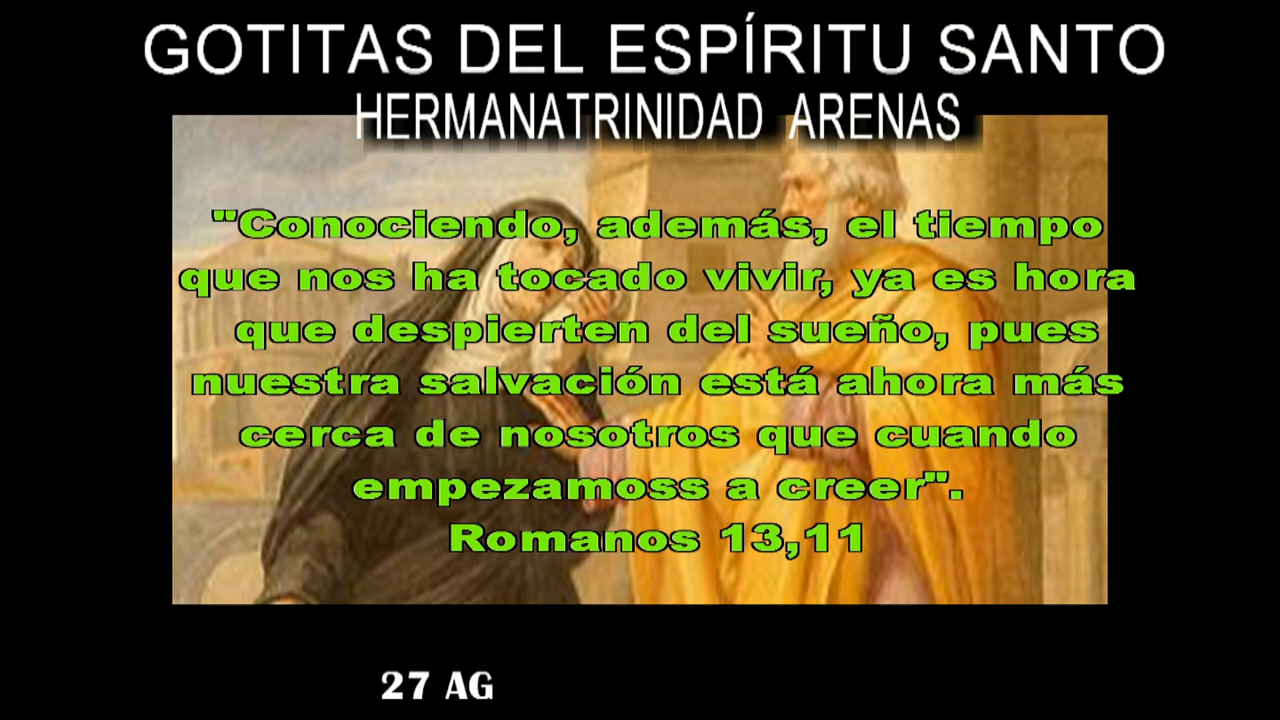 GOTITAS DEL ESPÍRITU SANTO
HERMANATRINIDAD ARENAS
"Conociendo, además, el tiempo
que nos ha tocado vivir, ya es hora
que despierten del sueño, pues
nuestra salvación está ahora más
cerca de nosotros que cuando
empezamoss a creer".
Romanos 13,11
27 AG